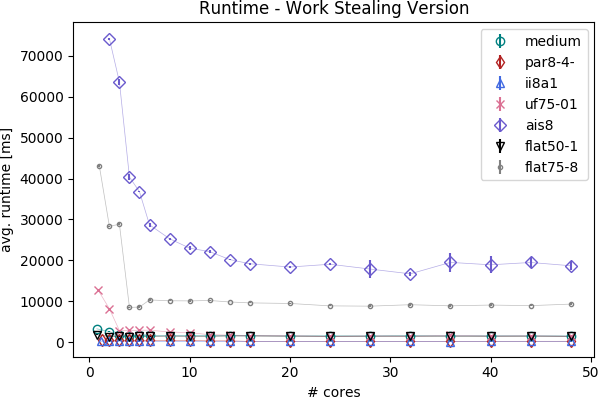 Runtime - Work Stealing Version
avg. runtime [ms]
70000
60000
50000
40000
30000
20000
10000
0
0
10
20
30
40
50
# cores
medium
par8-4-
ii8a1
uf75-01
ais8
flat50-1
flat75-8